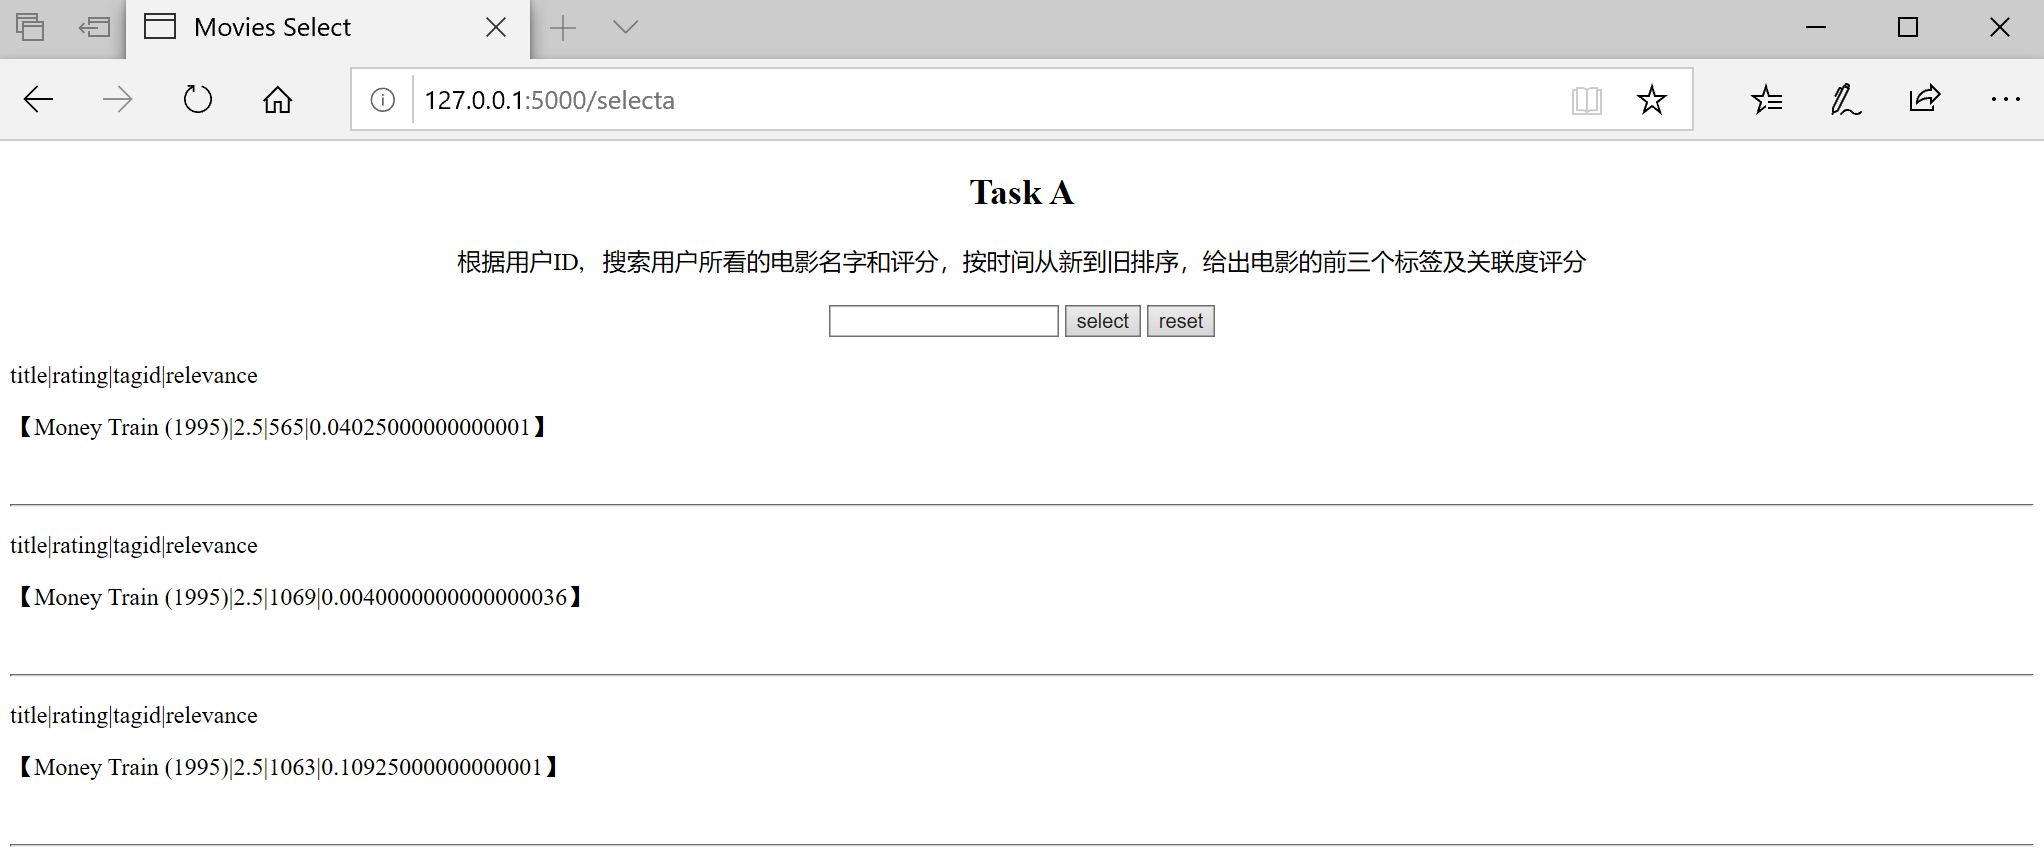 Movies Select
127.0.0.1:5000/selecta
Task A
根据用户ID，搜索用户所看的电影名字和评分，按时间从新到旧排序，给出电影的前三个标签及关联度评分
select reset
title|rating|tagid|relevance
【Money Train (1995)|2.5|565|0.04025000000000001】
title|rating|tagid|relevance
【Money Train (1995)|2.5|1069|0.0040000000000000036】
title|rating|tagid|relevance
【Money Train (1995)|2.5|1063|0.10925000000000001】